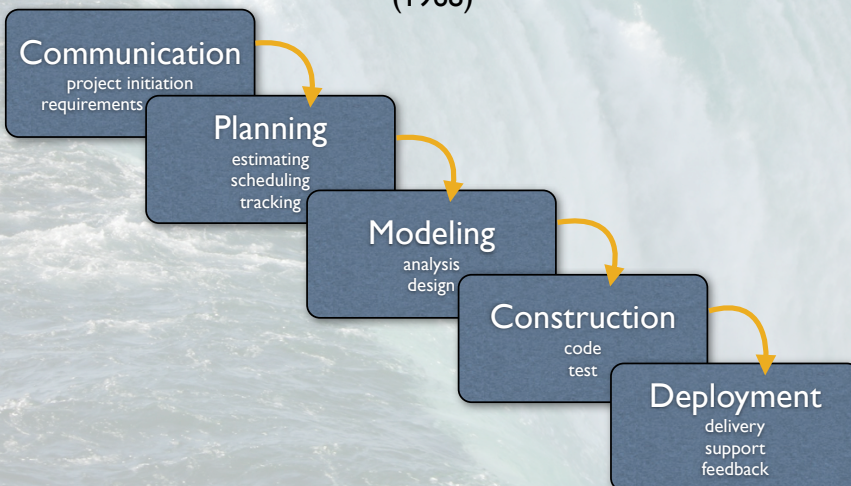 Communication
project initiation
requirements
Planning
estimating
scheduling
tracking
Modeling
analysis
design
Construction
code
test
Deployment
delivery
support
feedback